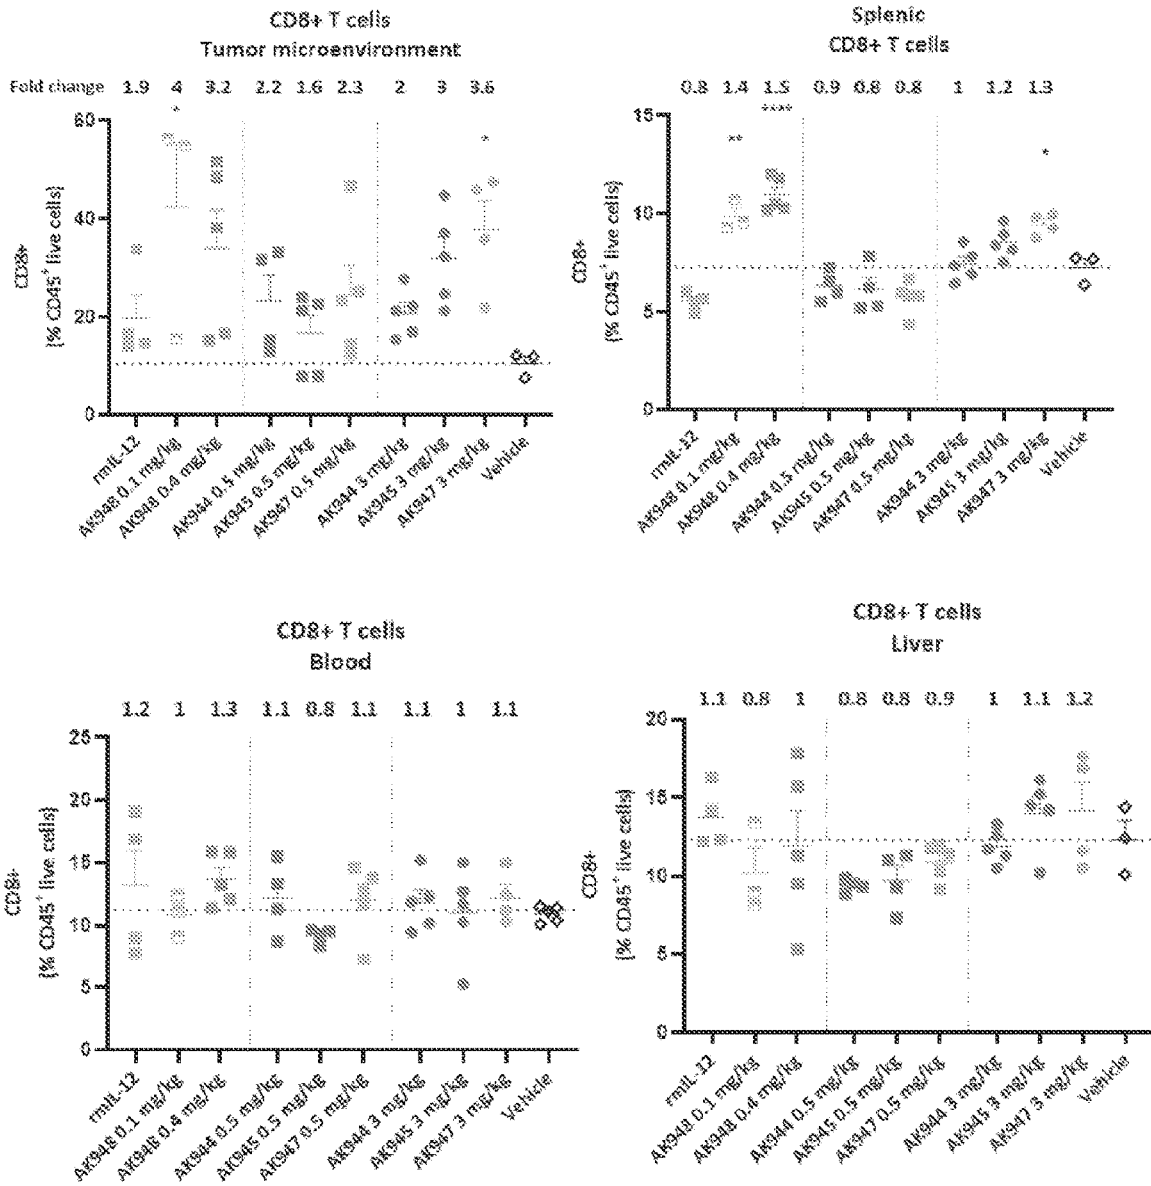 CD8+ T cells
Tumor microenvironment
Fold change 1.9 4 3.2 2.2 1.6 2.3 2 3 3.6
* *
60
40
20
0
CD8+
(% CD45+ live cells)
rmIL-12
AK948 0.1 mg/kg
AK948 0.4 mg/kg
AK944 0.5 mg/kg
AK945 0.5 mg/kg
AK947 0.5 mg/kg
AK944 3 mg/kg
AK945 3 mg/kg
AK947 3 mg/kg
Vehicle
Splenic
CD8+ T cells
0.8 1.4 1.5 0.9 0.8 0.8 1 1.2 1.3
** **** *
15
10
5
0
CD8+
(% CD45+ live cells)
rmIL-12
AK948 0.1 mg/kg
AK948 0.4 mg/kg
AK944 0.5 mg/kg
AK945 0.5 mg/kg
AK947 0.5 mg/kg
AK944 3 mg/kg
AK945 3 mg/kg
AK947 3 mg/kg
Vehicle
CD8+ T cells
Blood
1.2 1 1.3 1.1 0.8 1.1 1.1 1 1.1
25
20
15
10
5
0
CD8+
(% CD45+ live cells)
rmIL-12
AK948 0.1 mg/kg
AK948 0.4 mg/kg
AK944 0.5 mg/kg
AK945 0.5 mg/kg
AK947 0.5 mg/kg
AK944 3 mg/kg
AK945 3 mg/kg
AK947 3 mg/kg
Vehicle
CD8+ T cells
Liver
1.1 0.8 1 0.8 0.8 0.9 1 1.1 1.2
20
15
10
5
0
CD8+
(% CD45+ live cells)
rmIL-12
AK948 0.1 mg/kg
AK948 0.4 mg/kg
AK944 0.5 mg/kg
AK945 0.5 mg/kg
AK947 0.5 mg/kg
AK944 3 mg/kg
AK945 3 mg/kg
AK947 3 mg/kg
Vehicle